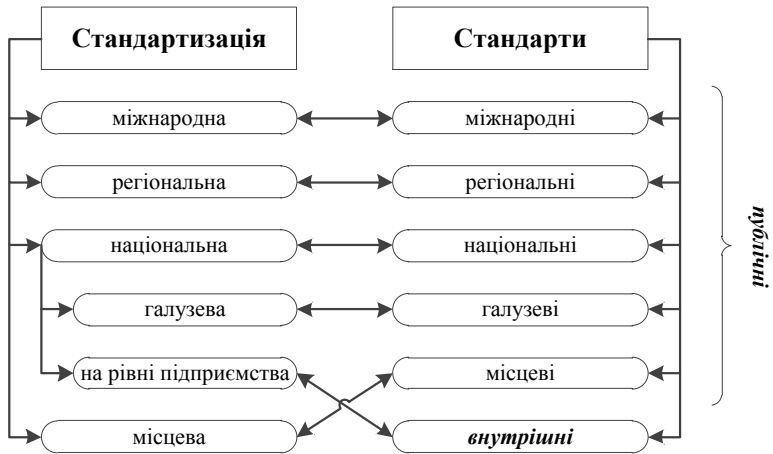 Стандартизація
Стандарти
міжнародна
міжнародні
регіональна
регіональні
національна
національні
галузева
галузеві
на рівні підприємства
місцеві
місцева
внутрішні
публічні